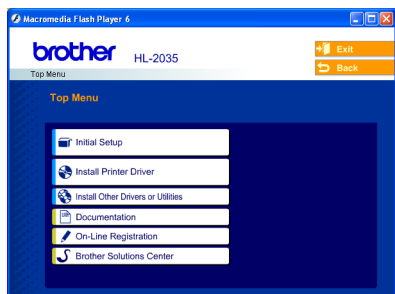 Macromedia Flash Player 6
brother HL-2035
Exit
Back
Top Menu
Top Menu
Initial Setup
Install Printer Driver
Install Other Drivers or Utilities
Documentation
On-Line Registration
Brother Solutions Center